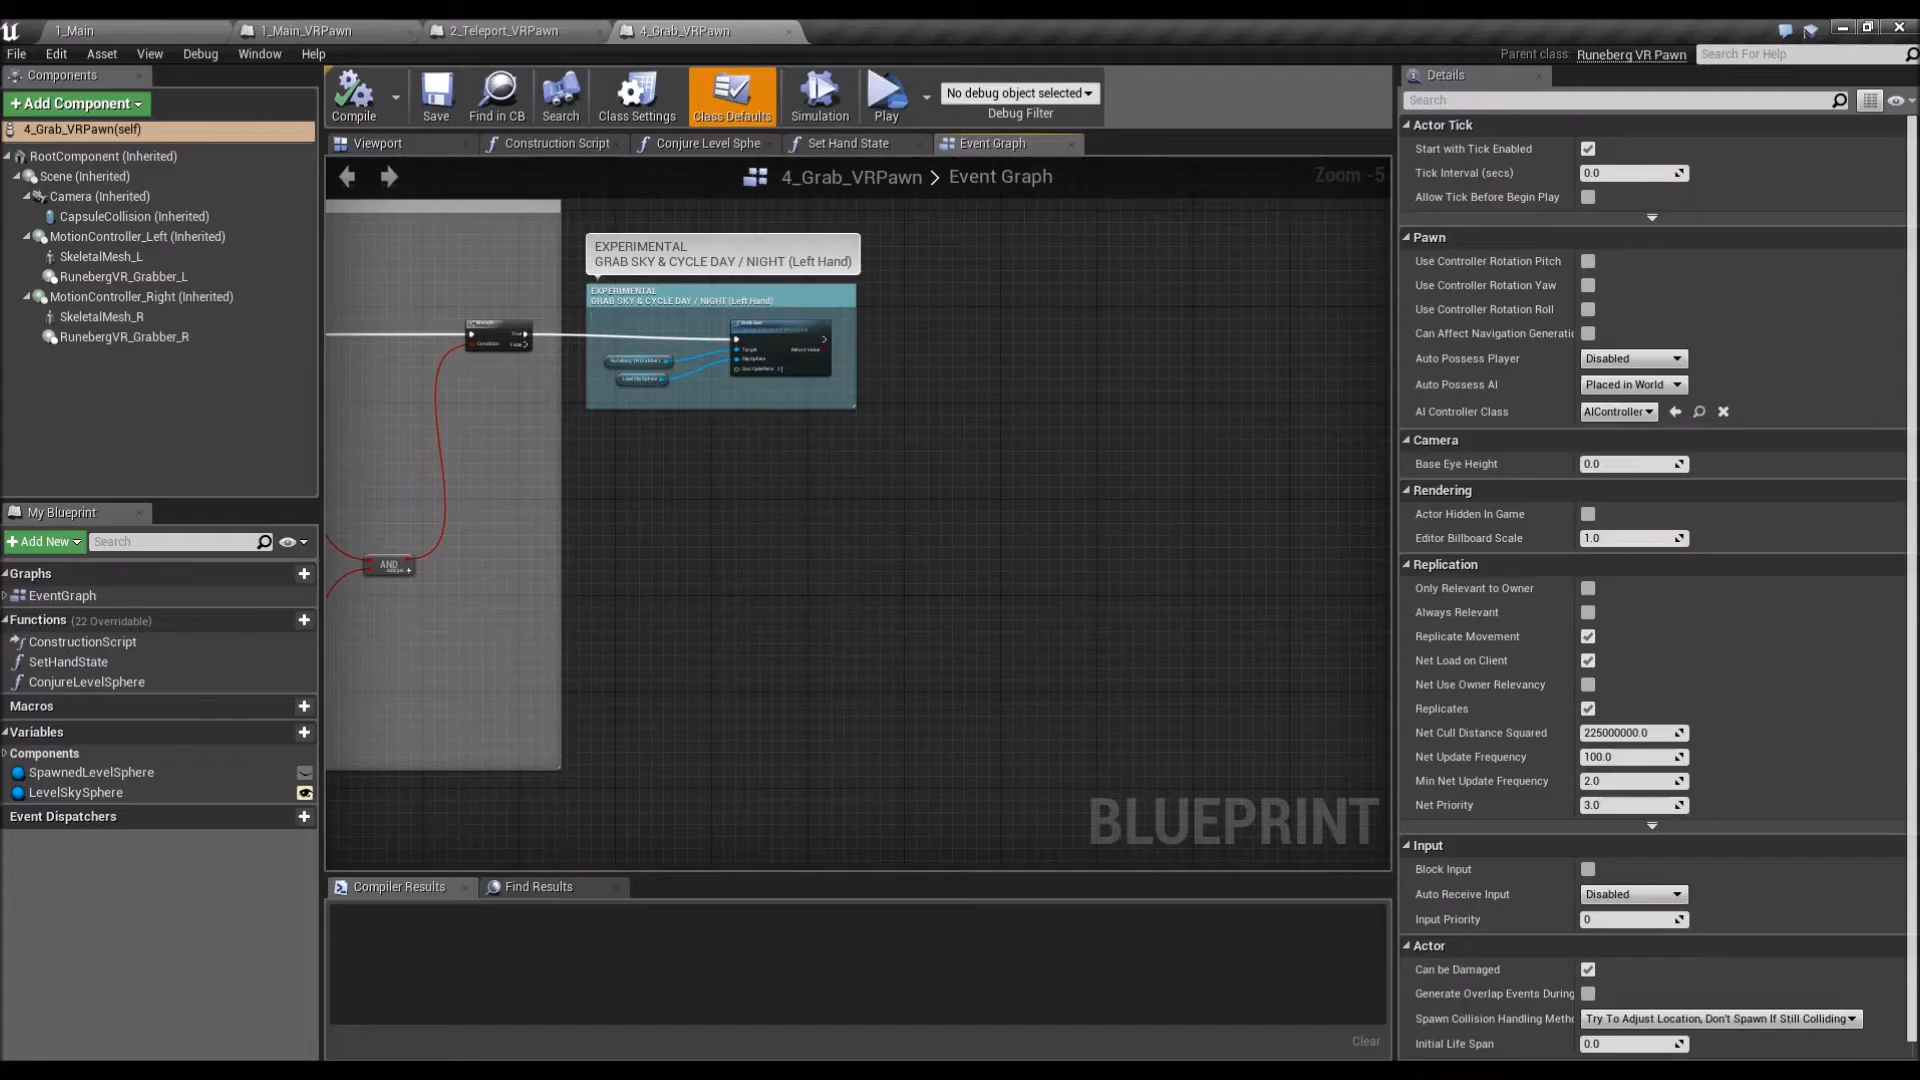 1_Main
1_Main_VRPawn
2_Teleport_VRPawn
4_Grab_VRPawn
File Edit Asset View Debug Window Help
Parent class: Runeberg VR Pawn
Search For Help
Components
+Add Component
4_Grab_VRPawn(self)
RootComponent (Inherited)
Scene (Inherited)
Camera (Inherited)
CapsuleCollision (Inherited)
MotionController_Left (Inherited)
SkeletalMesh_L
RunebergVR_Grabber_L
MotionController_Right (Inherited)
SkeletalMesh_R
RunebergVR_Grabber_R
My Blueprint
+Add New
Search
Graphs
EventGraph
Functions (22 Overridable)
ConstructionScript
SetHandState
ConjureLevelSphere
Macros
Variables
Components
SpawnedLevelSphere
LevelSkySphere
Event Dispatchers
Compile
Save
Find in CB
Search
Class Settings
Class Defaults
Simulation
Play
No debug object selected
Debug Filter
Viewport
Construction Script
Conjure Level Sphe
Set Hand State
Event Graph
4_Grab_VRPawn > Event Graph
Zoom -5
EXPERIMENTAL
GRAB SKY & CYCLE DAY / NIGHT (Left Hand)
EXPERIMENTAL
GRAB SKY & CYCLE DAY / NIGHT (Left Hand)
Condition
True
False
Target
Return Value
AND
BLUEPRINT
Compiler Results
Find Results
Clear
Details
Search
Actor Tick
Start with Tick Enabled
Tick Interval (secs) 0.0
Allow Tick Before Begin Play
Pawn
Use Controller Rotation Pitch
Use Controller Rotation Yaw
Use Controller Rotation Roll
Can Affect Navigation Generatio
Auto Possess Player Disabled
Auto Possess AI Placed in World
AI Controller Class AIController
Camera
Base Eye Height 0.0
Rendering
Actor Hidden In Game
Editor Billboard Scale 1.0
Replication
Only Relevant to Owner
Always Relevant
Replicate Movement
Net Load on Client
Net Use Owner Relevancy
Replicates
Net Cull Distance Squared 225000000.0
Net Update Frequency 100.0
Min Net Update Frequency 2.0
Net Priority 3.0
Input
Block Input
Auto Receive Input Disabled
Input Priority 0
Actor
Can be Damaged
Generate Overlap Events During
Spawn Collision Handling Metho Try To Adjust Location, Don't Spawn If Still Colliding
Initial Life Span 0.0